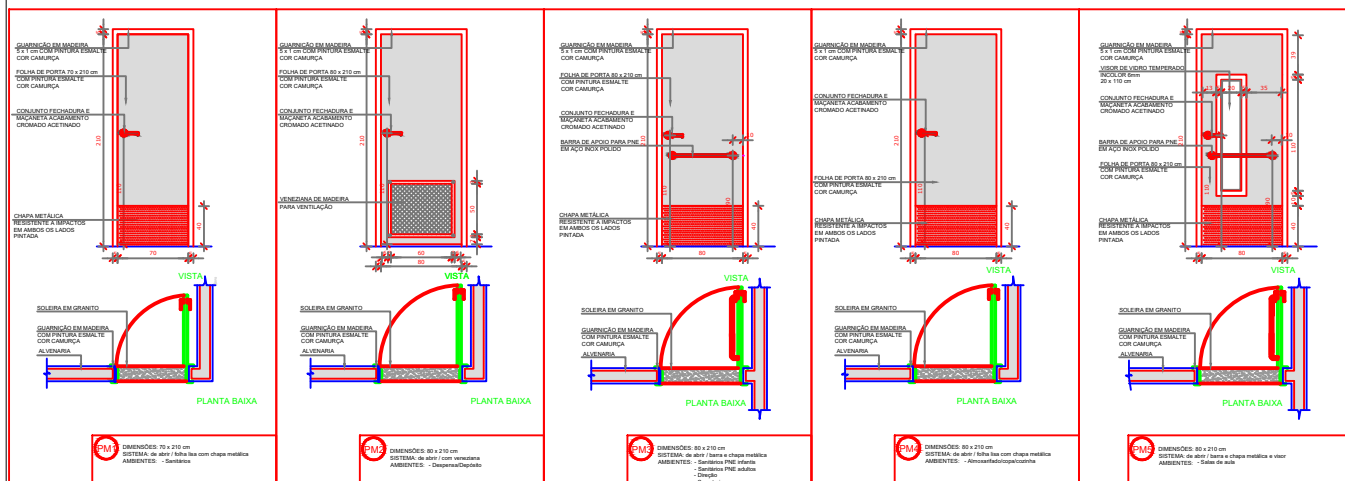 GUARNIÇÃO EM MADEIRA
5 x 1 cm COM PINTURA ESMALTE
COR CAMURÇA
FOLHA DE PORTA 70 x 210 cm
COM PINTURA ESMALTE
COR CAMURÇA
CONJUNTO FECHADURA E
MAÇANETA ACABAMENTO
CROMADO ACETINADO
210
110
CHAPA METÁLICA
RESISTENTE A IMPACTOS
EM AMBOS OS LADOS
PINTADA
40
70
VISTA
SOLEIRA EM GRANITO
GUARNIÇÃO EM MADEIRA
COM PINTURA ESMALTE
COR CAMURÇA
ALVENARIA
PLANTA BAIXA
PM1
DIMENSÕES: 70 x 210 cm
SISTEMA: de abrir / folha lisa com chapa metálica
AMBIENTES: - Sanitários
GUARNIÇÃO EM MADEIRA
5 x 1 cm COM PINTURA ESMALTE
COR CAMURÇA
FOLHA DE PORTA 80 x 210 cm
COM PINTURA ESMALTE
COR CAMURÇA
CONJUNTO FECHADURA E
MAÇANETA ACABAMENTO
CROMADO ACETINADO
210
110
VENEZIANA DE MADEIRA
PARA VENTILAÇÃO
50
60
80
VISTA
SOLEIRA EM GRANITO
GUARNIÇÃO EM MADEIRA
COM PINTURA ESMALTE
COR CAMURÇA
ALVENARIA
PLANTA BAIXA
PM2
DIMENSÕES: 80 x 210 cm
SISTEMA: de abrir / com veneziana
AMBIENTES: - Despensa/Depósito
GUARNIÇÃO EM MADEIRA
5 x 1 cm COM PINTURA ESMALTE
COR CAMURÇA
FOLHA DE PORTA 80 x 210 cm
COM PINTURA ESMALTE
COR CAMURÇA
CONJUNTO FECHADURA E
MAÇANETA ACABAMENTO
CROMADO ACETINADO
BARRA DE APOIO PARA PNE
EM AÇO INOX POLIDO
210
10
110
90
CHAPA METÁLICA
RESISTENTE A IMPACTOS
EM AMBOS OS LADOS
PINTADA
40
80
VISTA
SOLEIRA EM GRANITO
GUARNIÇÃO EM MADEIRA
COM PINTURA ESMALTE
COR CAMURÇA
ALVENARIA
PLANTA BAIXA
PM3
DIMENSÕES: 80 x 210 cm
SISTEMA: de abrir / barra e chapa metálica
AMBIENTES: - Sanitários PNE infantis
- Sanitários PNE adultos
- Direção
GUARNIÇÃO EM MADEIRA
5 x 1 cm COM PINTURA ESMALTE
COR CAMURÇA
CONJUNTO FECHADURA E
MAÇANETA ACABAMENTO
CROMADO ACETINADO
210
FOLHA DE PORTA 80 x 210 cm
COM PINTURA ESMALTE
COR CAMURÇA
110
CHAPA METÁLICA
RESISTENTE A IMPACTOS
EM AMBOS OS LADOS
PINTADA
40
80
VISTA
SOLEIRA EM GRANITO
GUARNIÇÃO EM MADEIRA
COM PINTURA ESMALTE
COR CAMURÇA
ALVENARIA
PLANTA BAIXA
PM4
DIMENSÕES: 80 x 210 cm
SISTEMA: de abrir / folha lisa com chapa metálica
AMBIENTES: - Almoxarifado/copa/cozinha
GUARNIÇÃO EM MADEIRA
5 x 1 cm COM PINTURA ESMALTE
COR CAMURÇA
VISOR DE VIDRO TEMPERADO
INCOLOR 6mm
20 x 110 cm
39
13
20
35
CONJUNTO FECHADURA E
MAÇANETA ACABAMENTO
CROMADO ACETINADO
BARRA DE APOIO PARA PNE
EM AÇO INOX POLIDO
210
10
110
FOLHA DE PORTA 80 x 210 cm
COM PINTURA ESMALTE
COR CAMURÇA
110
90
CHAPA METÁLICA
RESISTENTE A IMPACTOS
EM AMBOS OS LADOS
PINTADA
40
80
VISTA
SOLEIRA EM GRANITO
GUARNIÇÃO EM MADEIRA
COM PINTURA ESMALTE
COR CAMURÇA
ALVENARIA
PLANTA BAIXA
PM5
DIMENSÕES: 80 x 210 cm
SISTEMA: de abrir / barra e chapa metálica e visor
AMBIENTES: - Salas de aula